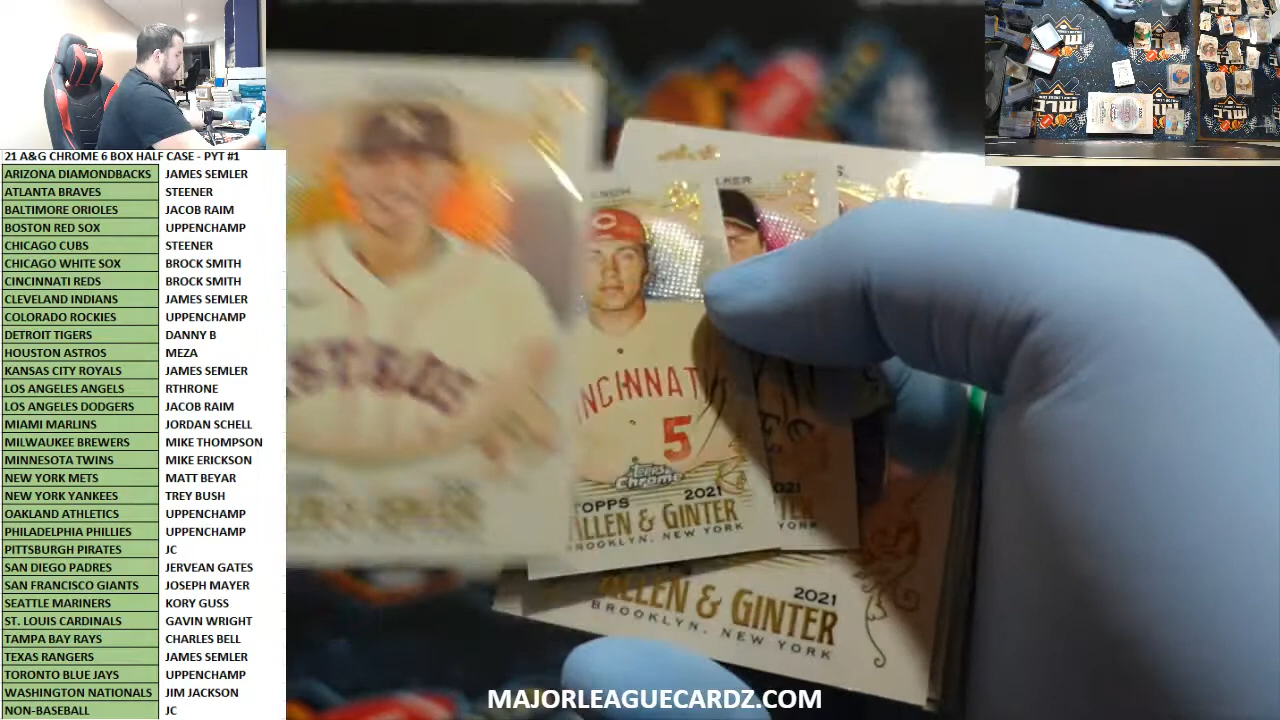 21 A&G CHROME 6 BOX HALF CASE - PYT #1
ARIZONA DIAMONDBACKS JAMES SEMLER
ATLANTA BRAVES STEENER
BALTIMORE ORIOLES JACOB RAIM
BOSTON RED SOX UPPENCHAMP
CHICAGO CUBS STEENER
CHICAGO WHITE SOX BROCK SMITH
CINCINNATI REDS BROCK SMITH
CLEVELAND INDIANS JAMES SEMLER
COLORADO ROCKIES UPPENCHAMP
DETROIT TIGERS DANNY B
HOUSTON ASTROS MEZA
KANSAS CITY ROYALS JAMES SEMLER
LOS ANGELES ANGELS RTHRONE
LOS ANGELES DODGERS JACOB RAIM
MIAMI MARLINS JORDAN SCHELL
MILWAUKEE BREWERS MIKE THOMPSON
MINNESOTA TWINS MIKE ERICKSON
NEW YORK METS MATT BEYAR
NEW YORK YANKEES TREY BUSH
OAKLAND ATHLETICS UPPENCHAMP
PHILADELPHIA PHILLIES UPPENCHAMP
PITTSBURGH PIRATES JC
SAN DIEGO PADRES JERVEAN GATES
SAN FRANCISCO GIANTS JOSEPH MAYER
SEATTLE MARINERS KORY GUSS
ST. LOUIS CARDINALS GAVIN WRIGHT
TAMPA BAY RAYS CHARLES BELL
TEXAS RANGERS JAMES SEMLER
TORONTO BLUE JAYS UPPENCHAMP
WASHINGTON NATIONALS JIM JACKSON
NON-BASEBALL JC
INCINNAT
5
TOPPS Chrome
TOPPS 2021
ALLEN & GINTER
BROOKLYN, NEW YORK
ALLEN & GINTER 2021
BROOKLYN, NEW YORK
MAJORLEAGUECARDZ.COM